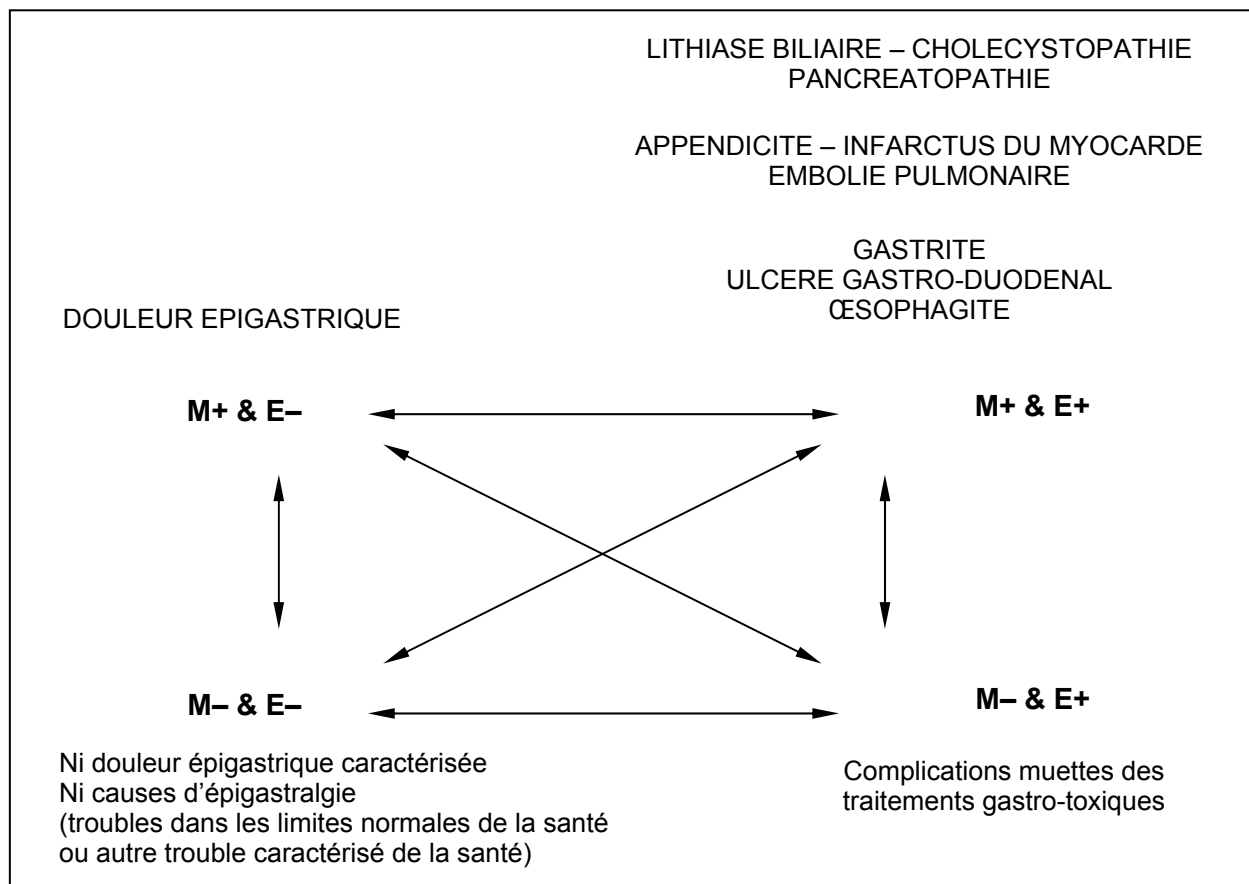 LITHIASE BILIAIRE – CHOLECYSTOPATHIE
PANCREATOPATHIE
APPENDICITE – INFARCTUS DU MYOCARDE
EMBOLIE PULMONAIRE
GASTRITE
ULCERE GASTRO-DUODENAL
ŒSOPHAGITE
DOULEUR EPIGASTRIQUE
M+ & E–
M+ & E+
M– & E–
M– & E+
Ni douleur épigastrique caractérisée
Ni causes d’épigastralgie
(troubles dans les limites normales de la santé
ou autre trouble caractérisé de la santé)
Complications muettes des
traitements gastro-toxiques